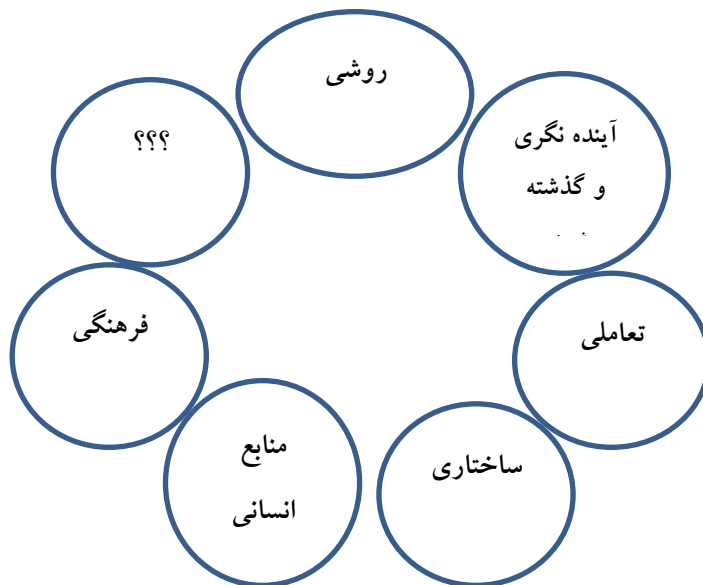 روشی
آینده نگری
و گذشته
تعاملی
ساختاری
منابع
انسانی
فرهنگی
؟؟؟